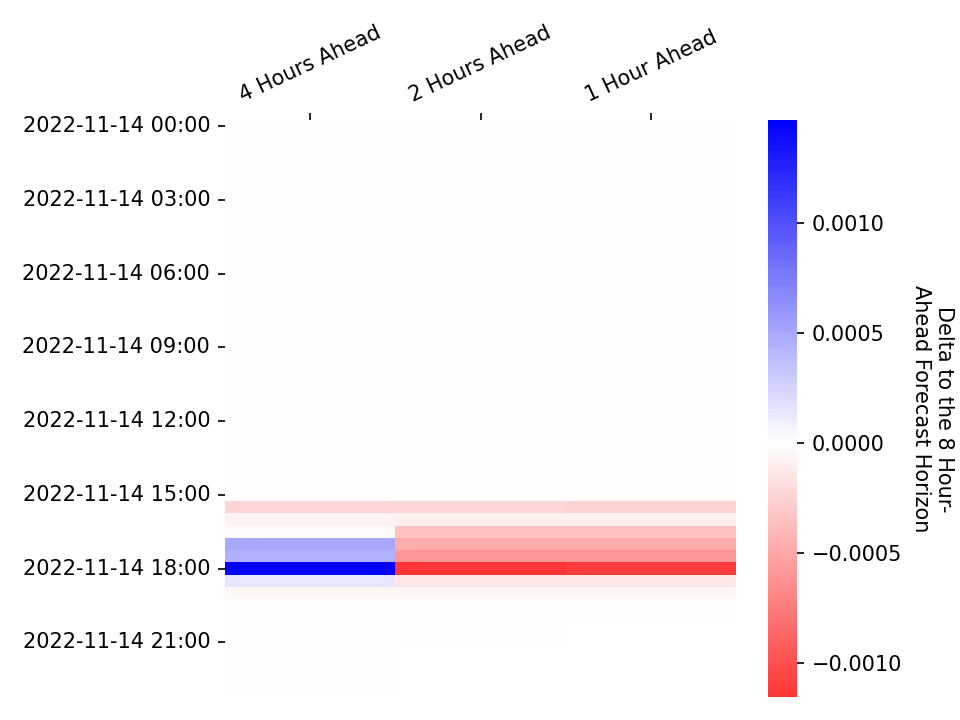 4 Hours Ahead
2 Hours Ahead
1 Hour Ahead
2022-11-14 00:00
2022-11-14 03:00
2022-11-14 06:00
2022-11-14 09:00
2022-11-14 12:00
2022-11-14 15:00
2022-11-14 18:00
2022-11-14 21:00
0.0010
0.0005
0.0000
−0.0005
−0.0010
Delta to the 8 Hour-
Ahead Forecast Horizon